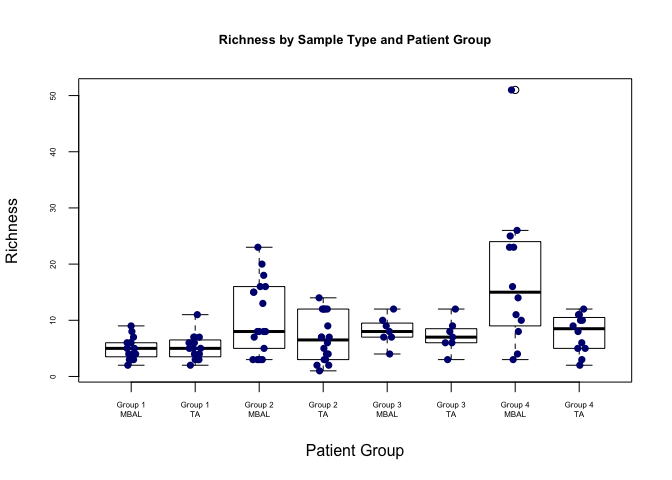 Richness by Sample Type and Patient Group
50
40
30
20
10
0
Richness
Group 1 Group 1 Group 2 Group 2 Group 3 Group 3 Group 4 Group 4
MBAL TA MBAL TA MBAL TA MBAL TA
Patient Group